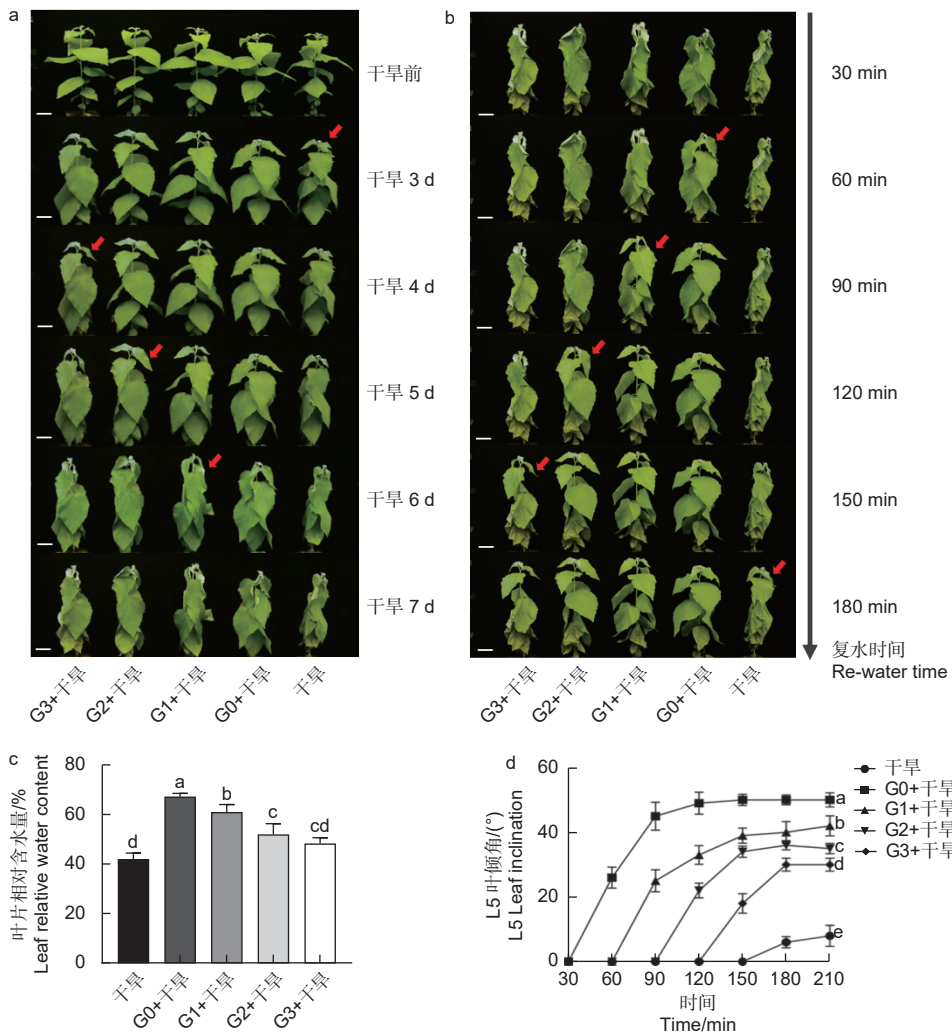 a
干旱前
干旱 3 d
干旱 4 d
干旱 5 d
干旱 6 d
干旱 7 d
G3+干旱
G2+干旱
G1+干旱
G0+干旱
干旱
b
30 min
60 min
90 min
120 min
150 min
180 min
复水时间
Re-water time
G3+干旱
G2+干旱
G1+干旱
G0+干旱
干旱
c
叶片相对含水量/%
Leaf relative water content
80
60
40
20
0
d
a
b
c
cd
干旱
G0+干旱
G1+干旱
G2+干旱
G3+干旱
d
L5 叶倾角/(°)
L5 Leaf inclination
60
40
20
0
30
60
90
120
150
180
210
时间
Time/min
a
b
c
d
e
干旱
G0+干旱
G1+干旱
G2+干旱
G3+干旱